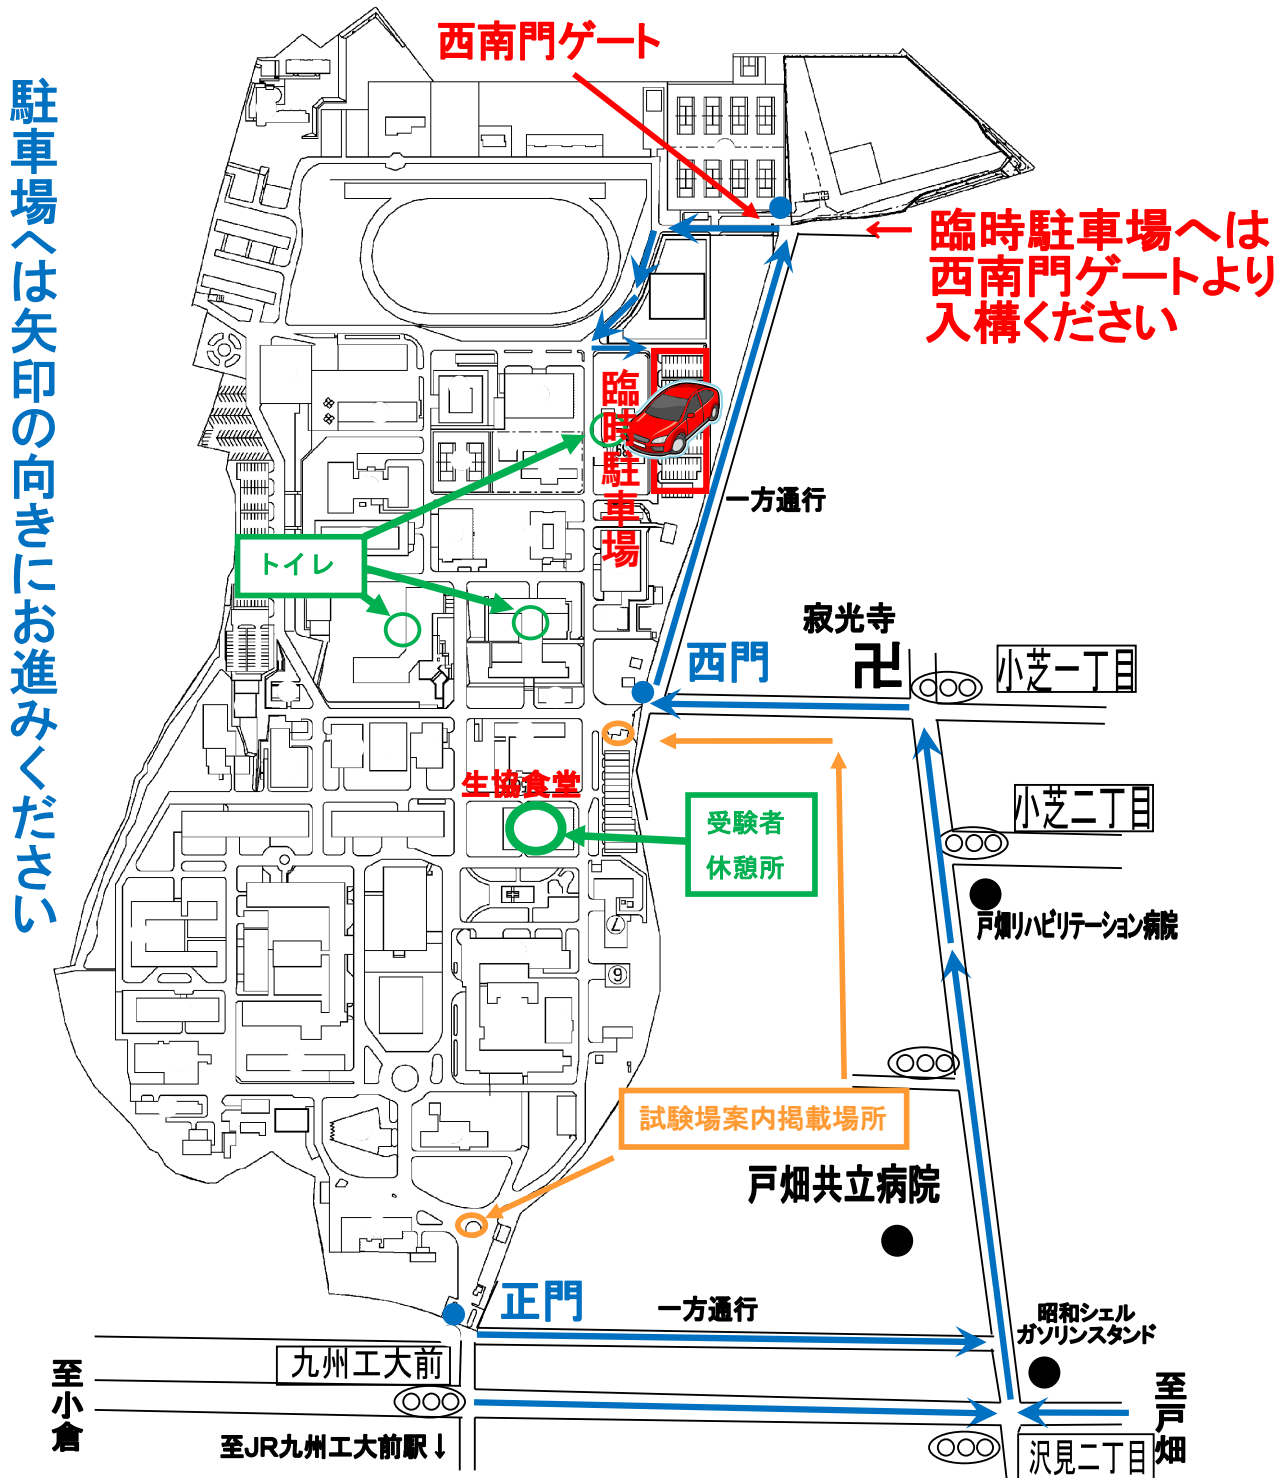 西南門ゲート
駐車場へは矢印の向きにお進みください
臨時駐車場へは
西南門ゲートより
入構ください
臨時駐車場
一方通行
トイレ
寂光寺
卍
西門
小芝一丁目
小芝二丁目
生協食堂
受験者
休憩所
戸畑リハビリテーション病院
7
6
試験場案内掲載場所
戸畑共立病院
正門
一方通行
昭和シェル
ガソリンスタンド
九州工大前
至小倉
至戸畑
至JR九州工大前駅↓
沢見二丁目